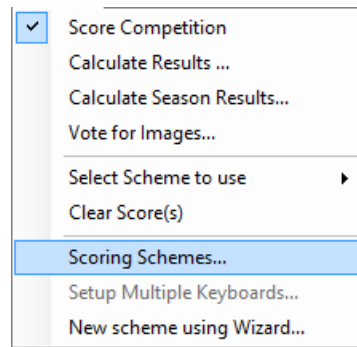 Score Competition
Calculate Results ...
Calculate Season Results...
Vote for Images...
Select Scheme to use
Clear Score(s)
Scoring Schemes...
Setup Multiple Keyboards...
New scheme using Wizard...